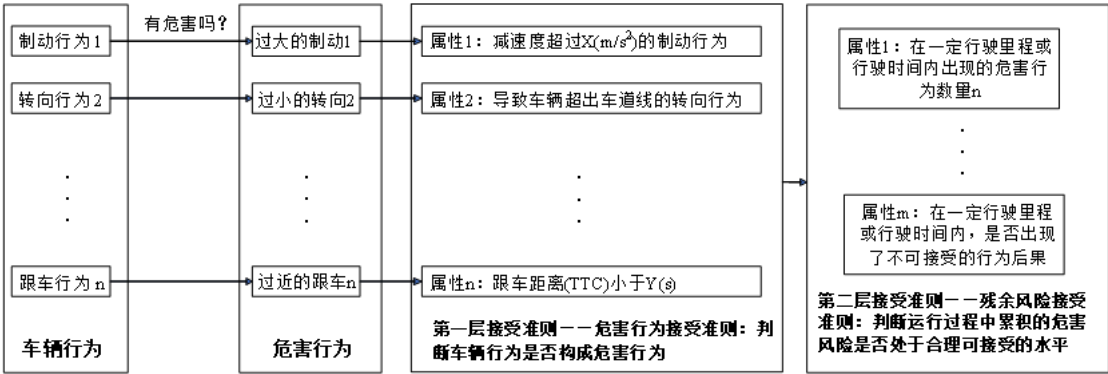 有危害吗?
制动行为1
过大的制动1
属性1: 减速度超过X(m/s²)的制动行为
转向行为2
过小的转向2
属性2: 导致车辆超出车道线的转向行为
跟车行为n
过近的跟车n
属性n: 跟车距离(TTC)小于Y(s)
车辆行为
危害行为
第一层接受准则——危害行为接受准则: 判
断车辆行为是否构成危害行为
属性1: 在一定行驶里程或
行驶时间内出现的危害行
为数量n
属性m: 在一定行驶里程
或行驶时间内, 是否出现
了不可接受的行为后果
第二层接受准则——残余风险接受
准则: 判断运行过程中累积的危害
风险是否处于合理可接受的水平